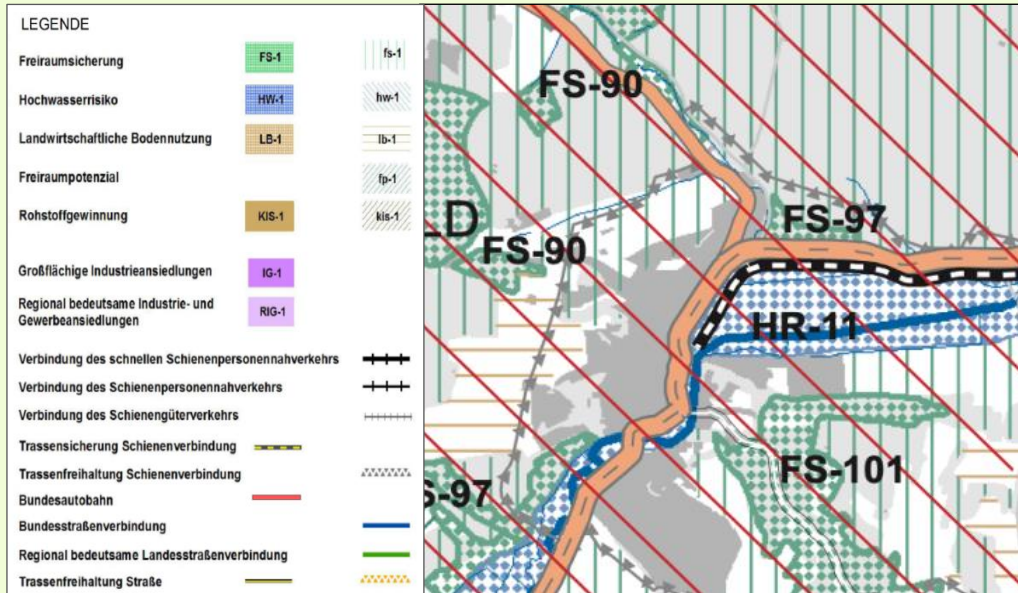 LEGENDE
Freiraumsicherung FS-1 fs-1
Hochwasserrisiko HW-1 hw-1
Landwirtschaftliche Bodennutzung LB-1 lb-1
Freiraumpotenzial fp-1
Rohstoffgewinnung KIS-1 kis-1
Großflächige Industrieansiedlungen IG-1
Regional bedeutsame Industrie- und
Gewerbeansiedlungen RIG-1
Verbindung des schnellen Schienenpersonennahverkehrs
Verbindung des Schienenpersonennahverkehrs
Verbindung des Schienengüterverkehrs
Trassensicherung Schienenverbindung
Trassenfreihaltung Schienenverbindung
Bundesautobahn
Bundesstraßenverbindung
Regional bedeutsame Landesstraßenverbindung
Trassenfreihaltung Straße
FS-90
LD
FS-97
FS-90
HR-11
FS-101
S-97